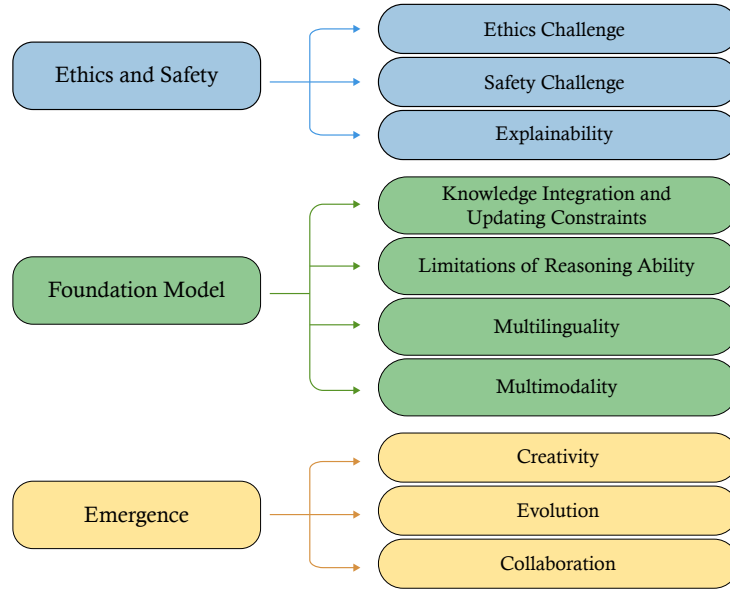 Ethics and Safety
Ethics Challenge
Safety Challenge
Explainability
Foundation Model
Knowledge Integration and
Updating Constraints
Limitations of Reasoning Ability
Multilinguality
Multimodality
Emergence
Creativity
Evolution
Collaboration